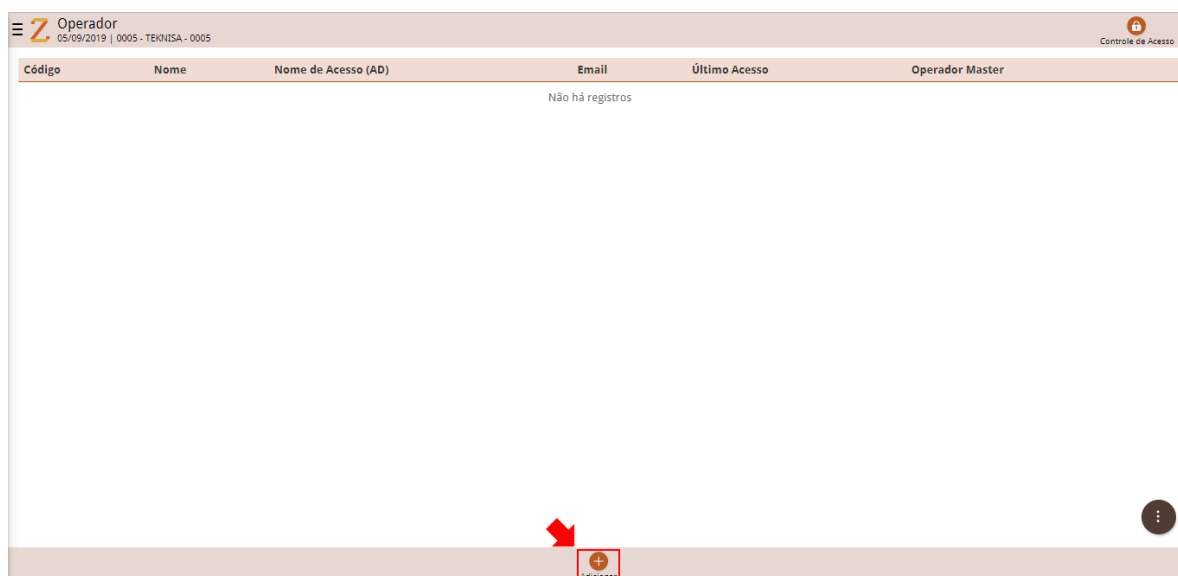 Operador
05/09/2019 | 0005 - TEKNISA - 0005
Controle de Acesso
Código Nome Nome de Acesso (AD) Email Último Acesso Operador Master
Não há registros
Adicionar